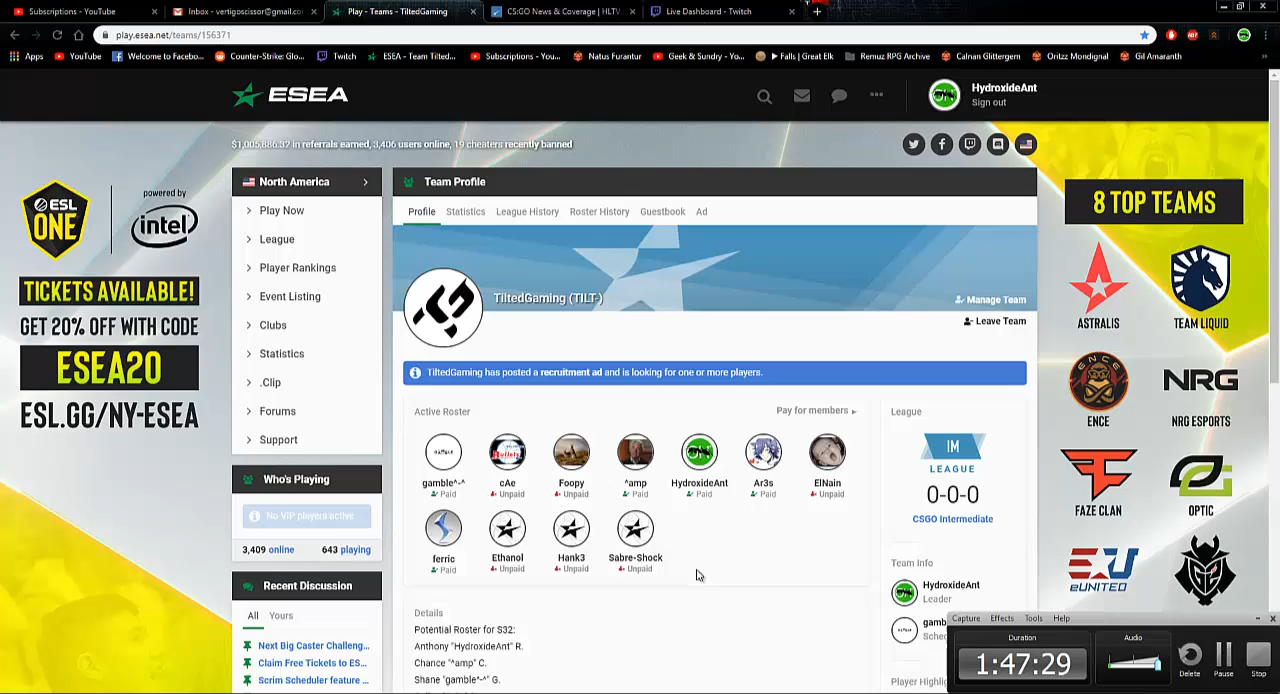 Subscriptions - YouTube
Inbox - vertigoscissor@gmail.co
Play - Teams - TiltedGaming
CS:GO News & Coverage | HLTV
Live Dashboard - Twitch
play.esea.net/teams/156371
Apps
YouTube
Welcome to Facebo...
Counter-Strike: Glo...
Twitch
ESEA - Team Tilted...
Subscriptions - You...
Natus Furantur
Geek & Sundry - Yo...
Falls | Great Elk
Remuz RPG Archive
Calnan Glittergem
Oritzz Mondignal
Gil Amaranth
ESEA
HydroxideAnt
Sign out
$1,005,886.32 in referrals earned, 3,406 users online, 19 cheaters recently banned
ESL
ONE
powered by
intel
TICKETS AVAILABLE!
GET 20% OFF WITH CODE
ESEA20
ESL.GG/NY-ESEA
North America
Play Now
League
Player Rankings
Event Listing
Clubs
Statistics
.Clip
Forums
Support
Who's Playing
No VIP players active
3,409 online
643 playing
Recent Discussion
All
Yours
Next Big Caster Challeng...
Claim Free Tickets to ES...
Scrim Scheduler feature ...
Team Profile
Profile
Statistics
League History
Roster History
Guestbook
Ad
TiltedGaming (TILT-)
Manage Team
Leave Team
TiltedGaming has posted a recruitment ad and is looking for one or more players.
Active Roster
Pay for members
gamble^-^
Paid
cAe
Unpaid
Foopy
Unpaid
^amp
Paid
HydroxideAnt
Paid
Ar3s
Paid
ElNain
Unpaid
ferric
Paid
Ethanol
Unpaid
Hank3
Unpaid
Sabre-Shock
Unpaid
Details
Potential Roster for S32:
Anthony "HydroxideAnt" R.
Chance "^amp" C.
Shane "gamble^-^" G.
League
IM
LEAGUE
0-0-0
CSGO Intermediate
Team Info
HydroxideAnt
Leader
gamb
Sche
Player Highli
8 TOP TEAMS
ASTRALIS
TEAM LIQUID
ENCE
NRG
NRG ESPORTS
FAZE CLAN
OPTIC
EUNITED
G2
Capture
Effects
Tools
Help
Duration
1:47:29
Audio
Delete
Pause
Stop